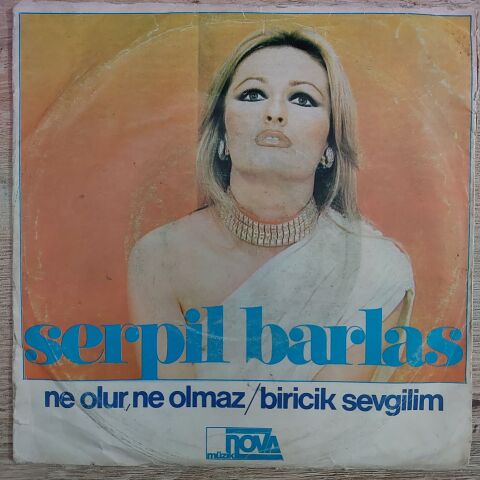 serpil barlas
ne olur, ne olmaz/biricik sevgilim
nova
müzik